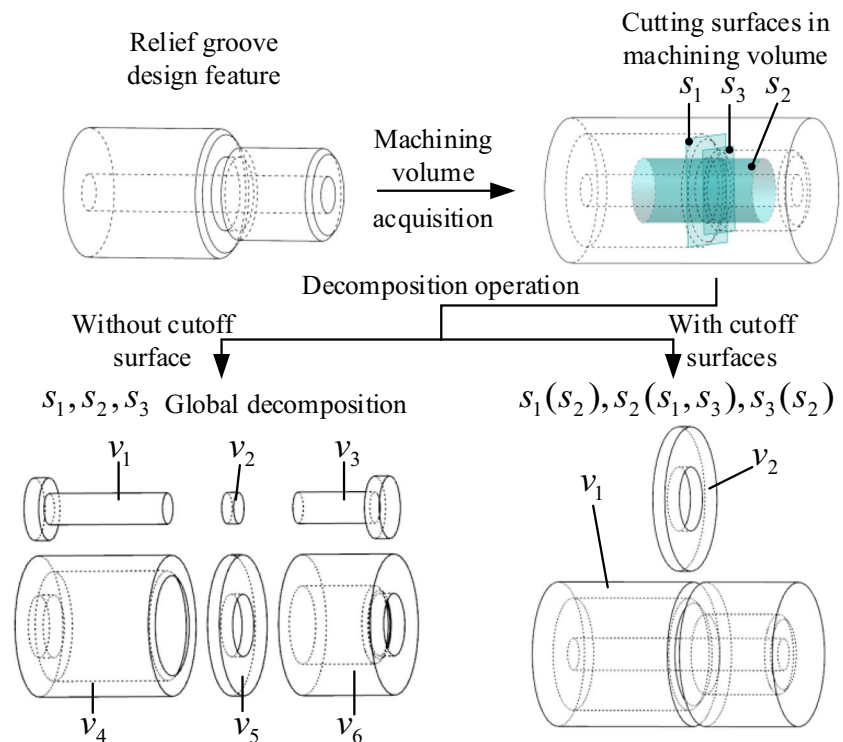 Relief groove
design feature
Cutting surfaces in
machining volume
s₁ s₃ s₂
Machining
volume
acquisition
Decomposition operation
Without cutoff
surface
With cutoff
surfaces
s₁, s₂, s₃ Global decomposition
s₁(s₂), s₂(s₁, s₃), s₃(s₂)
v₁ v₂ v₃
v₄ v₅ v₆
v₁ v₂